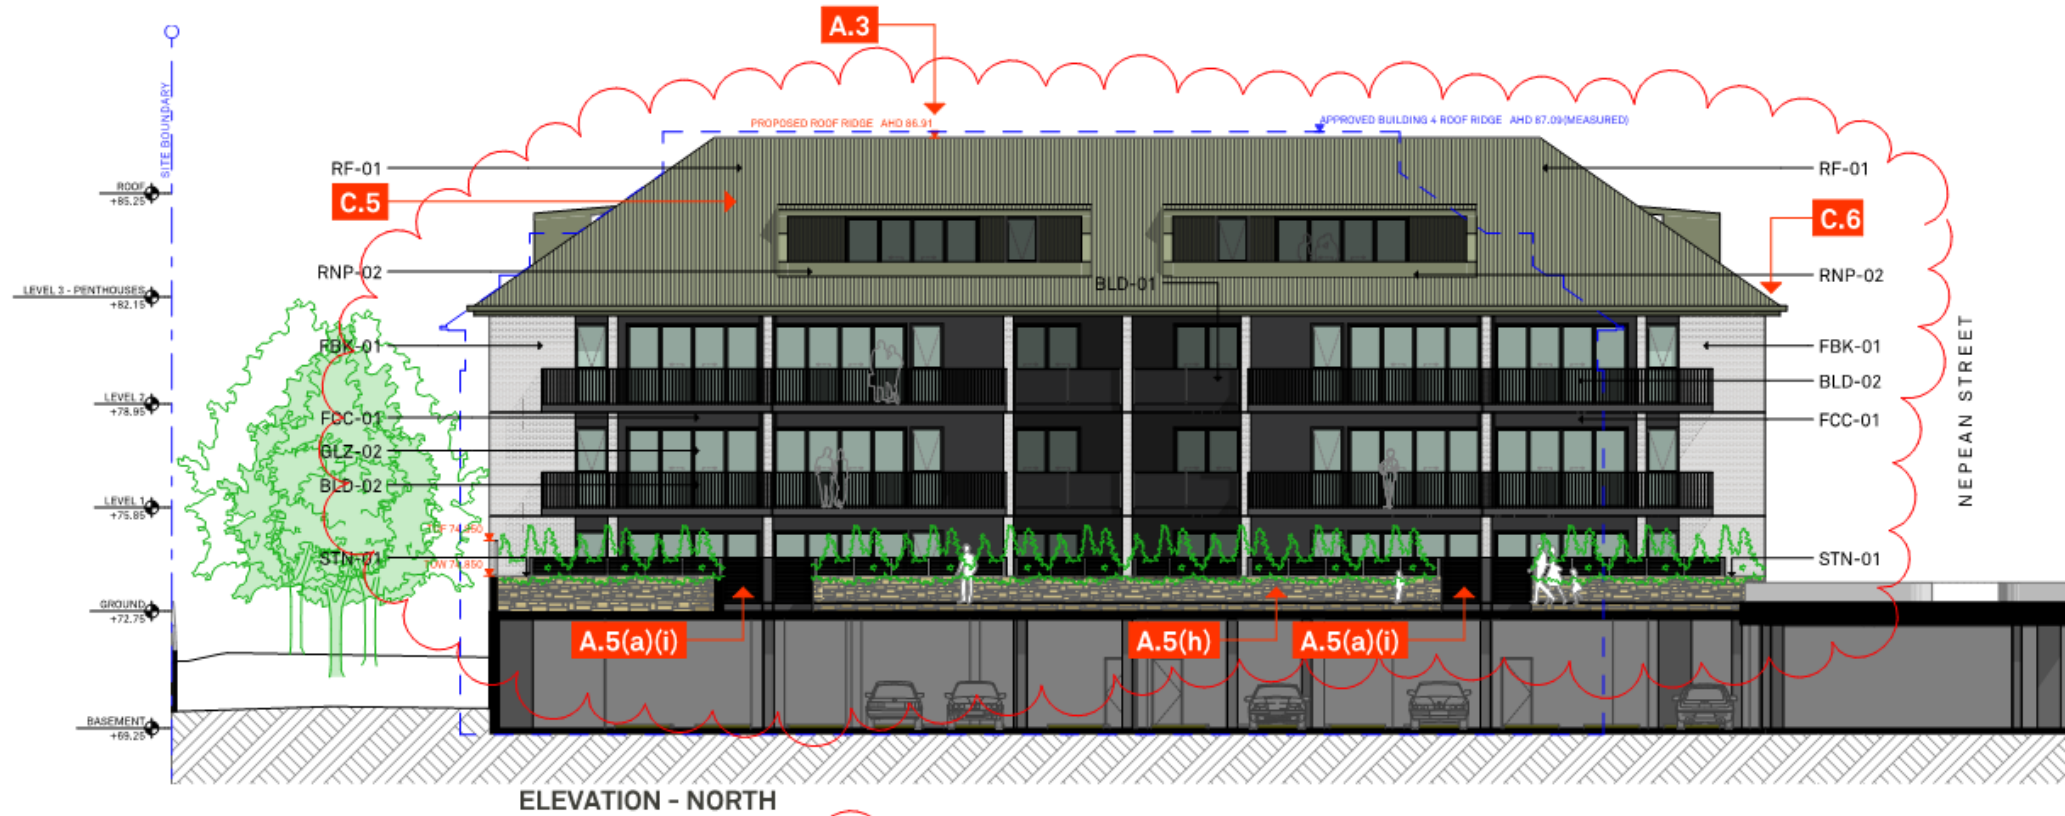 A.3
SITE BOUNDARY
PROPOSED ROOF RIDGE AHD 86.91
APPROVED BUILDING 4 ROOF RIDGE AHD 87.09(MEASURED)
RF-01
RF-01
ROOF
+85.25
C.5
C.6
RNP-02
BLD-01
RNP-02
LEVEL 3 - PENTHOUSES
+82.15
FBK-01
FBK-01
BLD-02
LEVEL 2
+78.95
FCC-01
FCC-01
GLZ-02
BLD-02
NEPEAN STREET
LEVEL 1
+75.85
STN-01
TOW 74.850
STN-01
GROUND
+72.75
A.5(a)(i)
A.5(h)
A.5(a)(i)
BASEMENT
+69.25
ELEVATION - NORTH